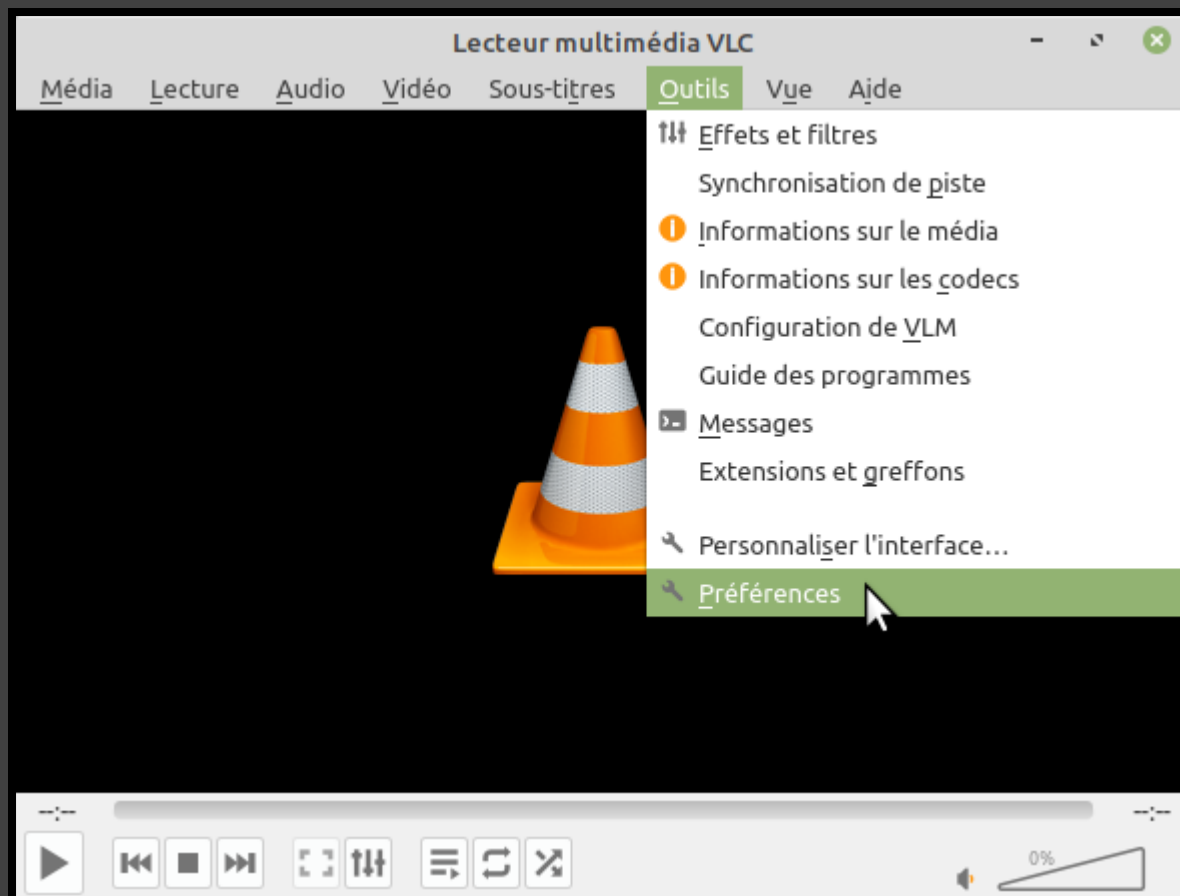 Lecteur multimédia VLC
Média Lecture Audio Vidéo Sous-titres Outils Vue Aide
Effets et filtres
Synchronisation de piste
Informations sur le média
Informations sur les codecs
Configuration de VLM
Guide des programmes
Messages
Extensions et greffons
Personnaliser l'interface...
Préférences
--:-- --:--
0%